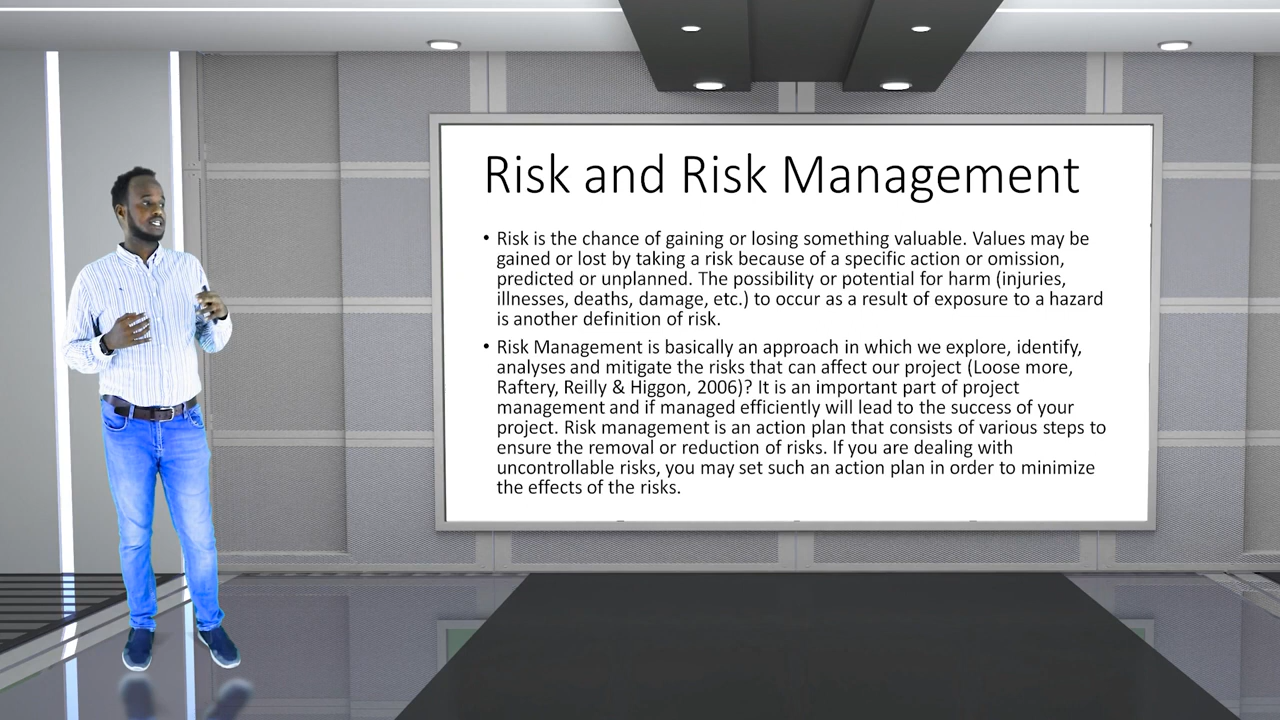 Risk and Risk Management
• Risk is the chance of gaining or losing something valuable. Values may be
gained or lost by taking a risk because of a specific action or omission,
predicted or unplanned. The possibility or potential for harm (injuries,
illnesses, deaths, damage, etc.) to occur as a result of exposure to a hazard
is another definition of risk.
• Risk Management is basically an approach in which we explore, identify,
analyses and mitigate the risks that can affect our project (Loose more,
Raftery, Reilly & Higgon, 2006)? It is an important part of project
management and if managed efficiently will lead to the success of your
project. Risk management is an action plan that consists of various steps to
ensure the removal or reduction of risks. If you are dealing with
uncontrollable risks, you may set such an action plan in order to minimize
the effects of the risks.